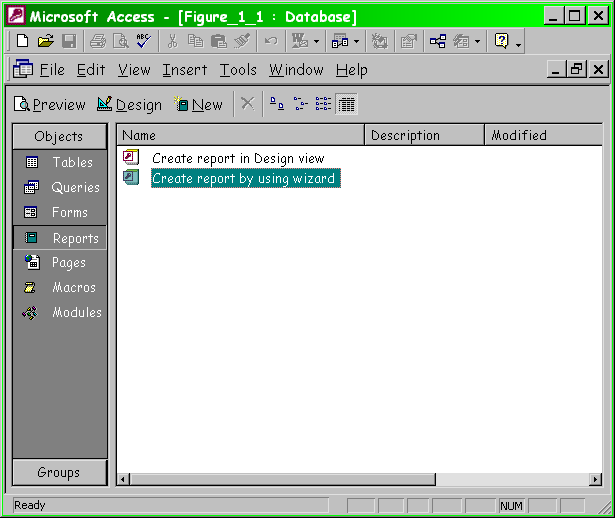 Microsoft Access - [Figure_1_1 : Database]
File Edit View Insert Tools Window Help
Preview Design New
Objects
Name Description Modified
Tables
Queries
Forms
Reports
Pages
Macros
Modules
Create report in Design view
Create report by using wizard
Groups
Ready NUM